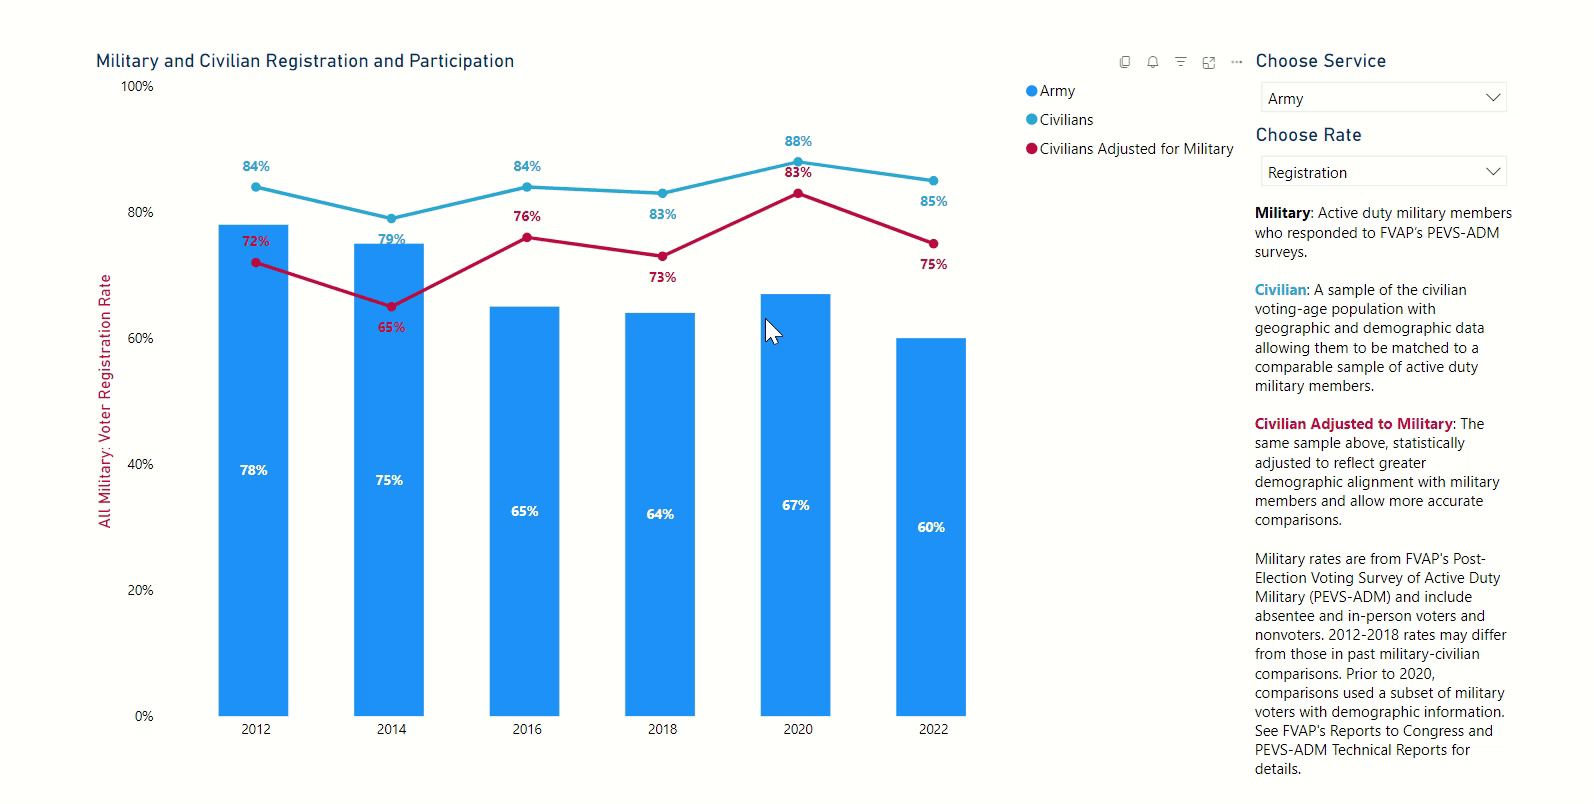 Military and Civilian Registration and Participation
100%
80%
60%
40%
20%
0%
All Military: Voter Registration Rate
84%
79%
84%
83%
88%
85%
72%
65%
76%
73%
83%
75%
78%
75%
65%
64%
67%
60%
2012
2014
2016
2018
2020
2022
Army
Civilians
Civilians Adjusted for Military
Choose Service
Army
Choose Rate
Registration
Military: Active duty military members
who responded to FVAP's PEVS-ADM
surveys.
Civilian: A sample of the civilian
voting-age population with
geographic and demographic data
allowing them to be matched to a
comparable sample of active duty
military members.
Civilian Adjusted to Military: The
same sample above, statistically
adjusted to reflect greater
demographic alignment with military
members and allow more accurate
comparisons.
Military rates are from FVAP's Post-
Election Voting Survey of Active Duty
Military (PEVS-ADM) and include
absentee and in-person voters and
nonvoters. 2012-2018 rates may differ
from those in past military-civilian
comparisons. Prior to 2020,
comparisons used a subset of military
voters with demographic information.
See FVAP's Reports to Congress and
PEVS-ADM Technical Reports for
details.